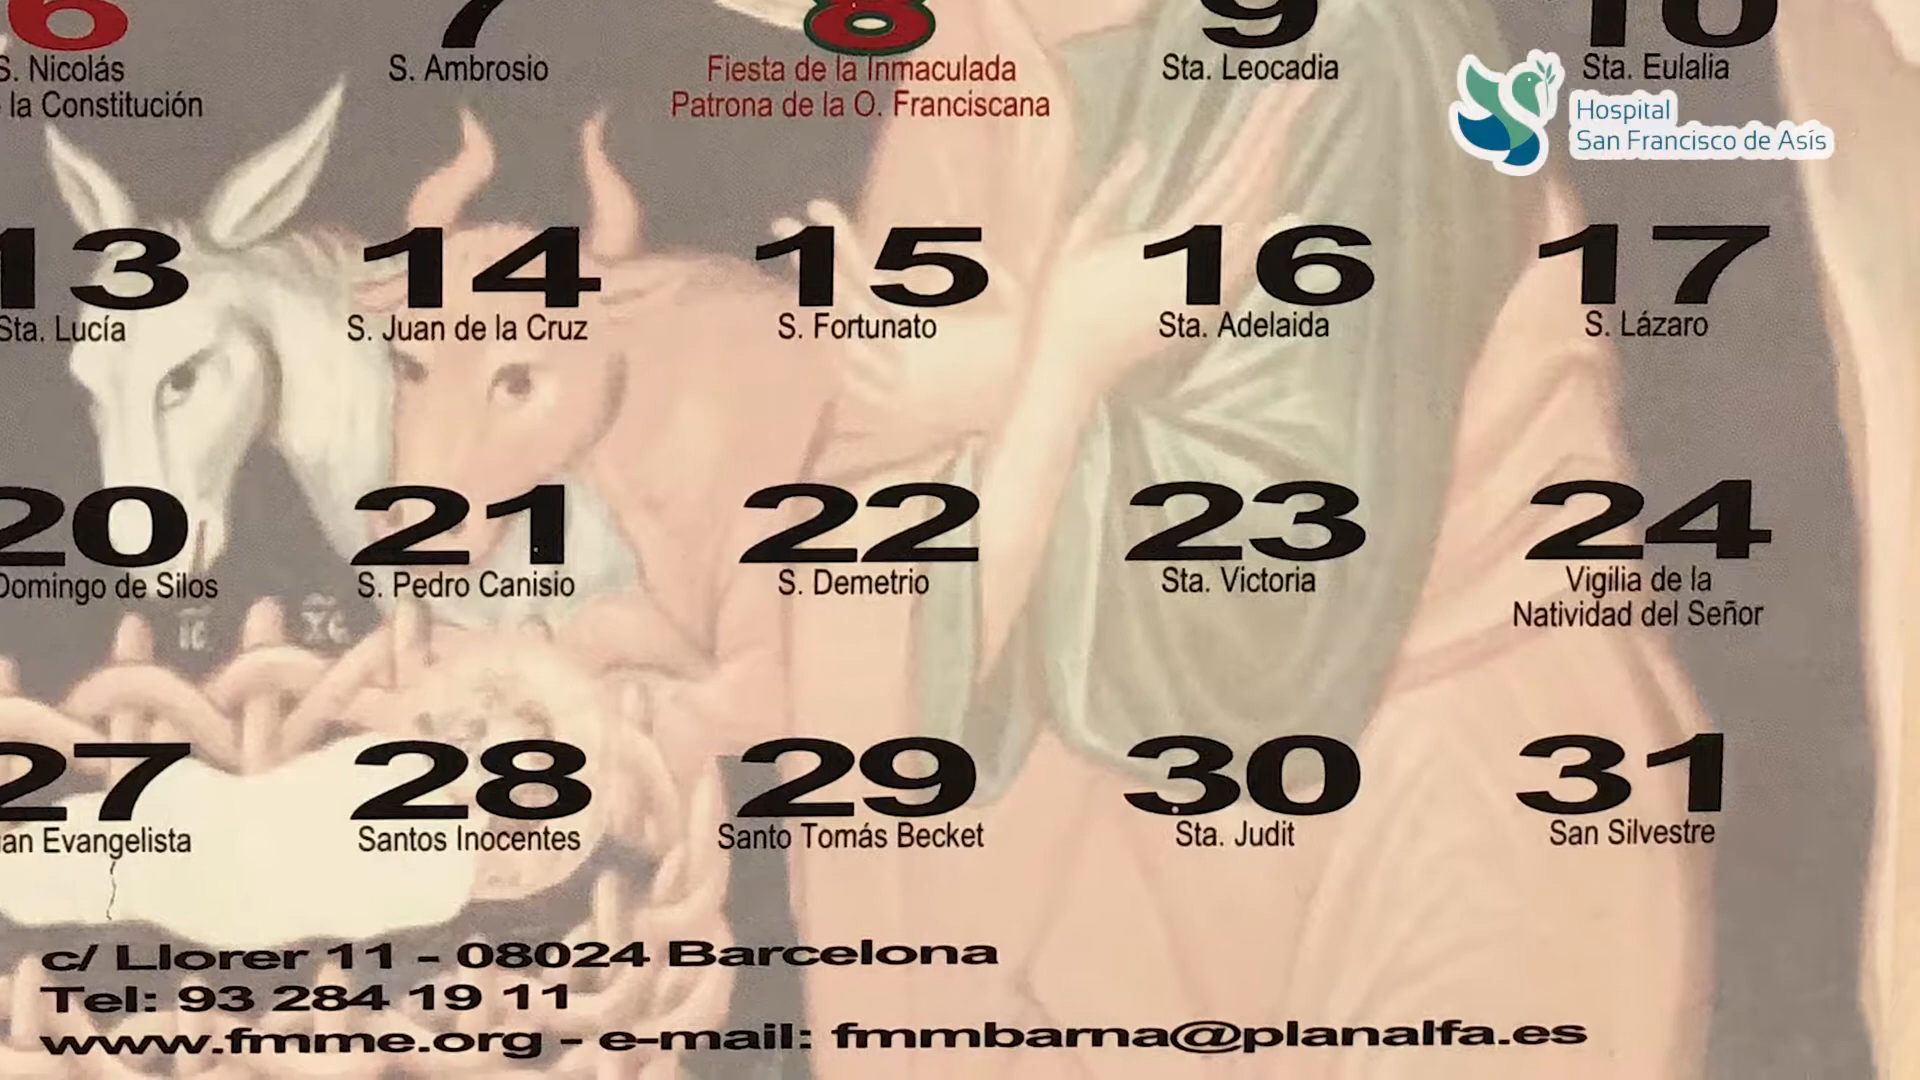 6 7 8 9 10
S. Nicolás S. Ambrosio Fiesta de la Inmaculada Sta. Leocadia Sta. Eulalia
la Constitución Patrona de la O. Franciscana
Hospital
San Francisco de Asís
13 14 15 16 17
Sta. Lucía S. Juan de la Cruz S. Fortunato Sta. Adelaida S. Lázaro
20 21 22 23 24
Domingo de Silos S. Pedro Canisio S. Demetrio Sta. Victoria Vigilia de la
Natividad del Señor
27 28 29 30 31
an Evangelista Santos Inocentes Santo Tomás Becket Sta. Judit San Silvestre
c/ Llorer 11 - 08024 Barcelona
Tel: 93 284 19 11
www.fmme.org - e-mail: fmmbarna@planalfa.es